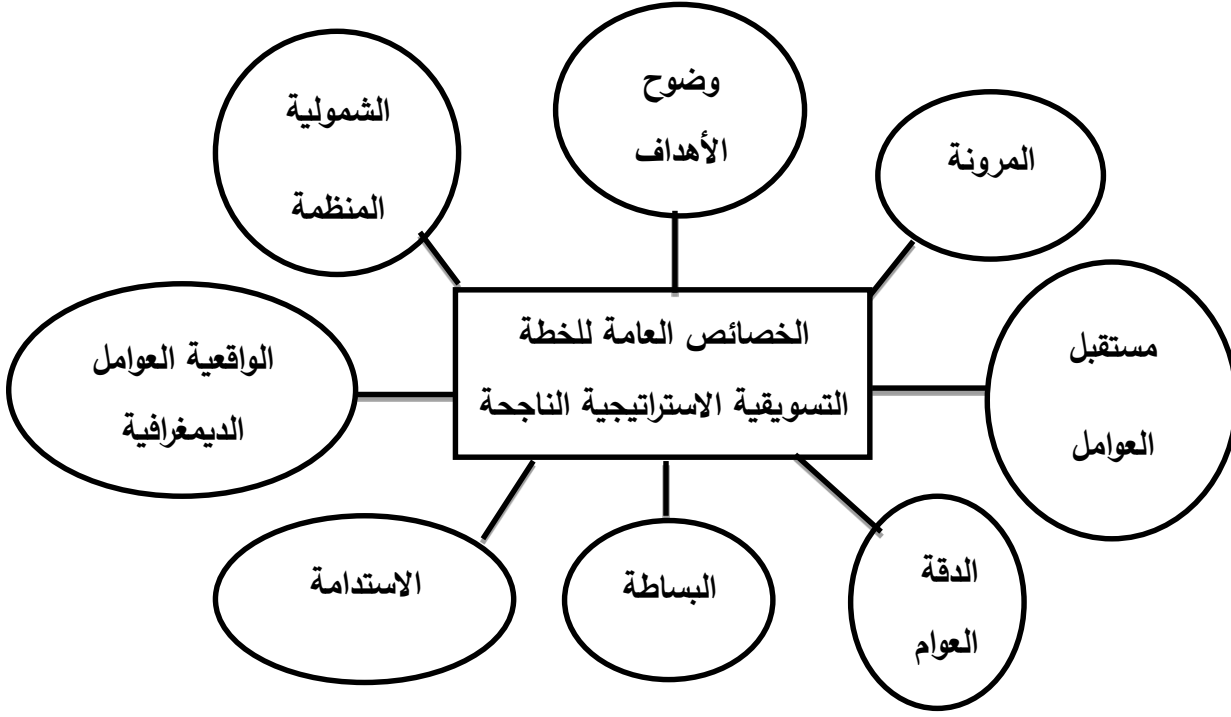 وضوح
الأهداف
المرونة
الشمولية
المنظمة
الخصائص العامة للخطة
التسويقية الاستراتيجية الناجحة
مستقبل
العوامل
الواقعية العوامل
الديمغرافية
الدقة
العوام
البساطة
الاستدامة